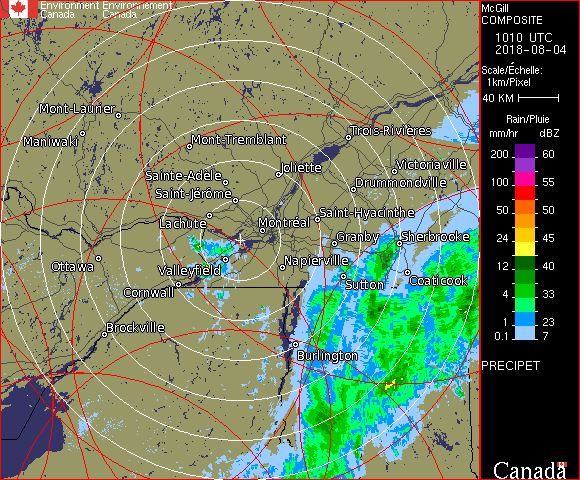 Environment Environnement
Canada Canada
McGill
COMPOSITE
1010 UTC
2018-08-04
Scale/Échelle:
1km/Pixel
40 KM
Rain/Pluie
mm/hr dBZ
200 60
100 55
50 50
24 45
12 40
4 33
1 23
0.1 7
PRECIPET
Canada
Mont-Laurier
Maniwaki
Mont-Tremblant
Trois-Rivières
Sainte-Adèle
Joliette
Victoriaville
Saint-Jérôme
Drummondville
Lachute
Montréal
Saint-Hyacinthe
Granby
Sherbrooke
Ottawa
Valleyfield
Napierville
Cornwall
Sutton
Coaticook
Brockville
Burlington